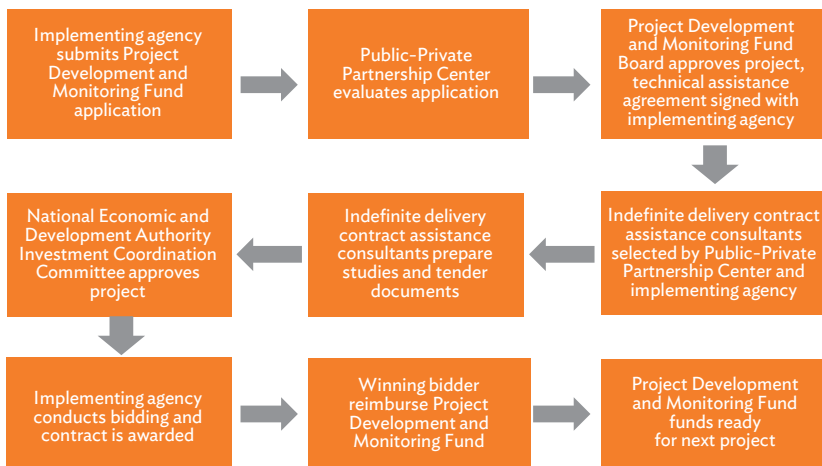 Implementing agency
submits Project
Development and
Monitoring Fund
application
Public-Private
Partnership Center
evaluates application
Project Development
and Monitoring Fund
Board approves project,
technical assistance
agreement signed with
implementing agency
Indefinite delivery contract
assistance consultants
selected by Public-Private
Partnership Center and
implementing agency
Indefinite delivery
contract assistance
consultants prepare
studies and tender
documents
National Economic and
Development Authority
Investment Coordination
Committee approves
project
Implementing agency
conducts bidding and
contract is awarded
Winning bidder
reimburse Project
Development and
Monitoring Fund
Project Development
and Monitoring Fund
funds ready
for next project